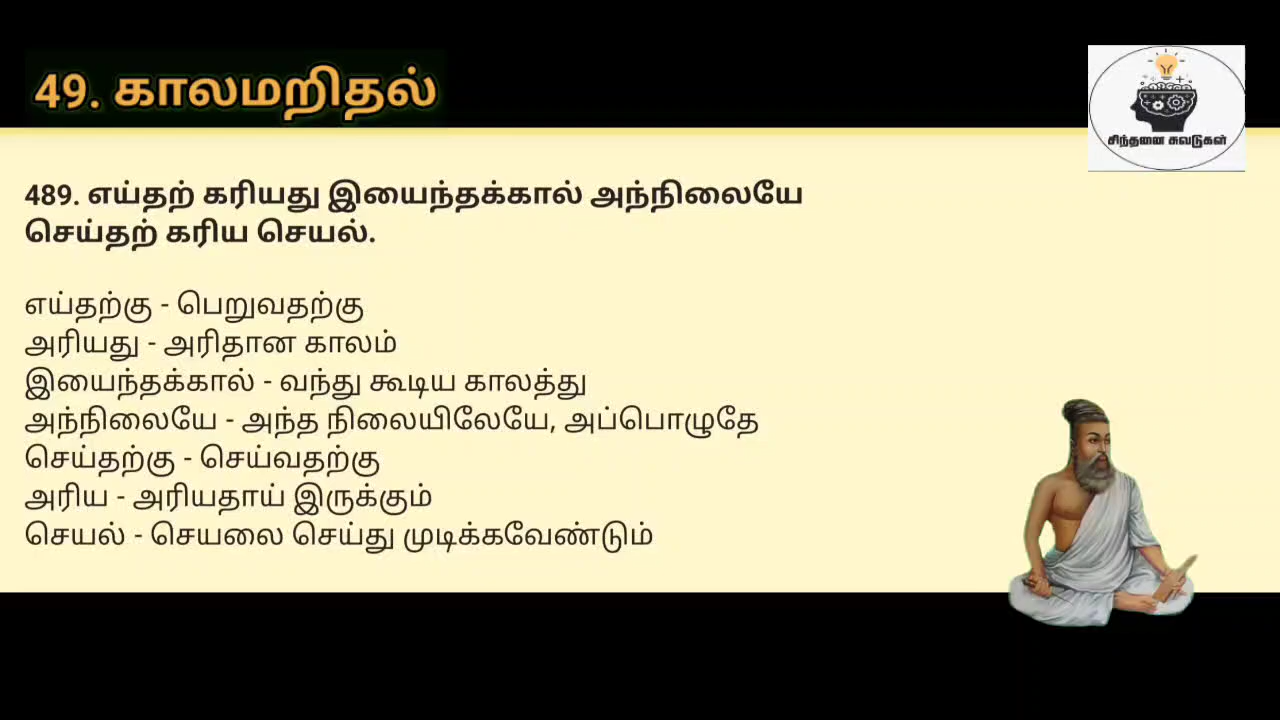 49. காலமறிதல்
சிந்தனை சுவடுகள்
489. எய்தற் கரியது இயைந்தக்கால் அந்நிலையே
செய்தற் கரிய செயல்.
எய்தற்கு - பெறுவதற்கு
அரியது - அரிதான காலம்
இயைந்தக்கால் - வந்து கூடிய காலத்து
அந்நிலையே - அந்த நிலையிலேயே, அப்பொழுதே
செய்தற்கு - செய்வதற்கு
அரிய - அரியதாய் இருக்கும்
செயல் - செயலை செய்து முடிக்கவேண்டும்